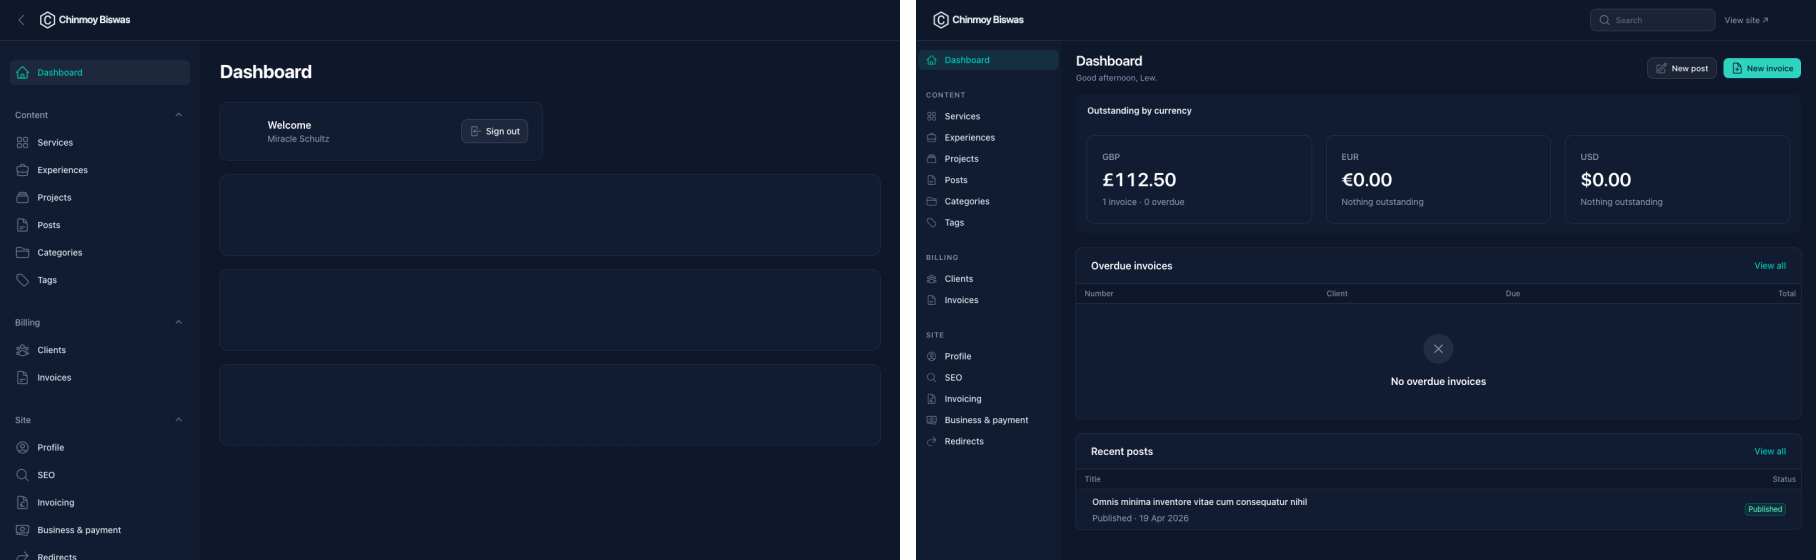 Chinmoy Biswas
Dashboard
Content
Services
Experiences
Projects
Posts
Categories
Tags
Billing
Clients
Invoices
Site
Profile
SEO
Invoicing
Business & payment
Redirects
Dashboard
Welcome
Miracle Schultz
Sign out
Chinmoy Biswas
Search
View site ↗
Dashboard
CONTENT
Services
Experiences
Projects
Posts
Categories
Tags
BILLING
Clients
Invoices
SITE
Profile
SEO
Invoicing
Business & payment
Redirects
Dashboard
Good afternoon, Lew.
New post
New invoice
Outstanding by currency
GBP
£112.50
1 invoice · 0 overdue
EUR
€0.00
Nothing outstanding
USD
$0.00
Nothing outstanding
Overdue invoices
View all
Number Client Due Total
No overdue invoices
Recent posts
View all
Title Status
Omnis minima inventore vitae cum consequatur nihil
Published · 19 Apr 2026
Published